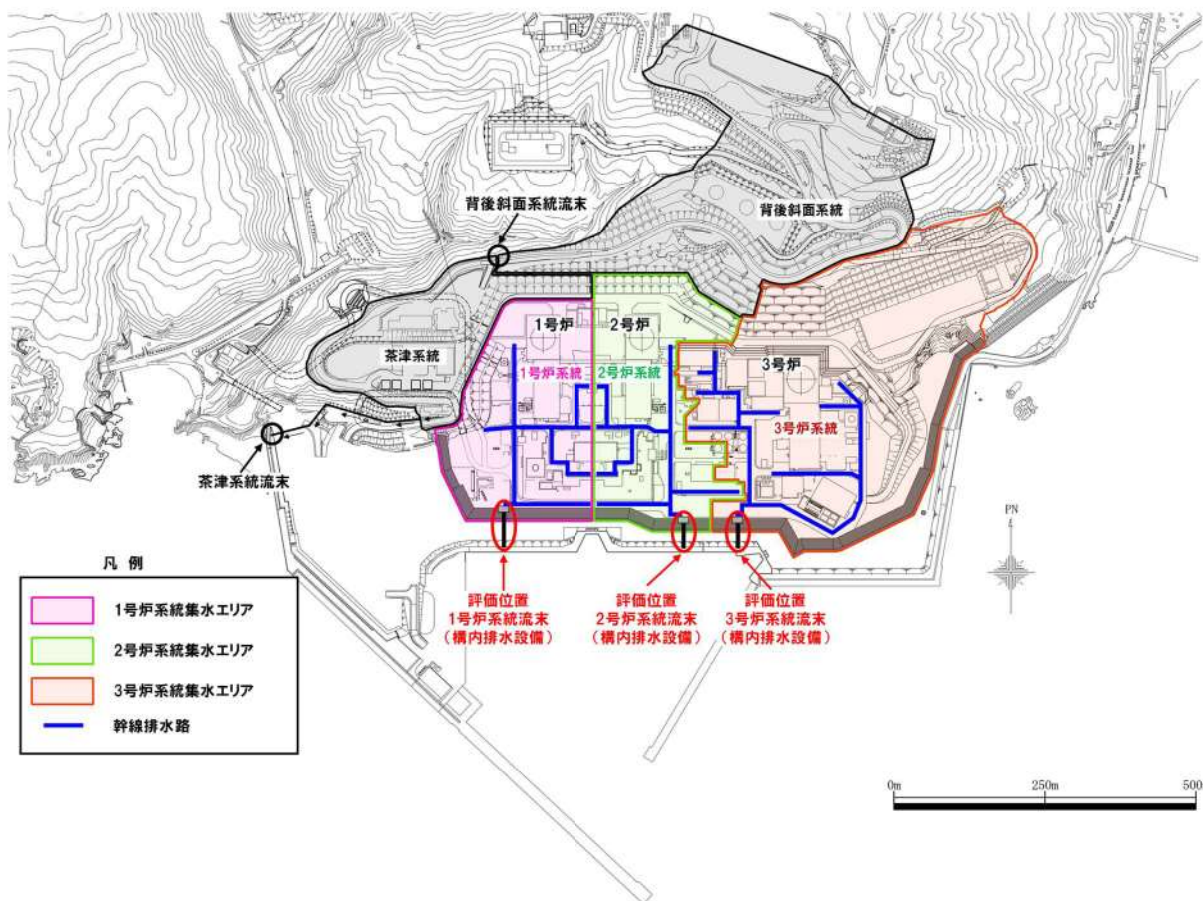 背後斜面系統流末
背後斜面系統
1号炉
2号炉
茶津系統
1号炉系統
2号炉系統
3号炉
3号炉系統
茶津系統流末
PN
評価位置
1号炉系統流末
（構内排水設備）
評価位置
2号炉系統流末
（構内排水設備）
評価位置
3号炉系統流末
（構内排水設備）
凡 例
1号炉系統集水エリア
2号炉系統集水エリア
3号炉系統集水エリア
幹線排水路
0m
250m
500